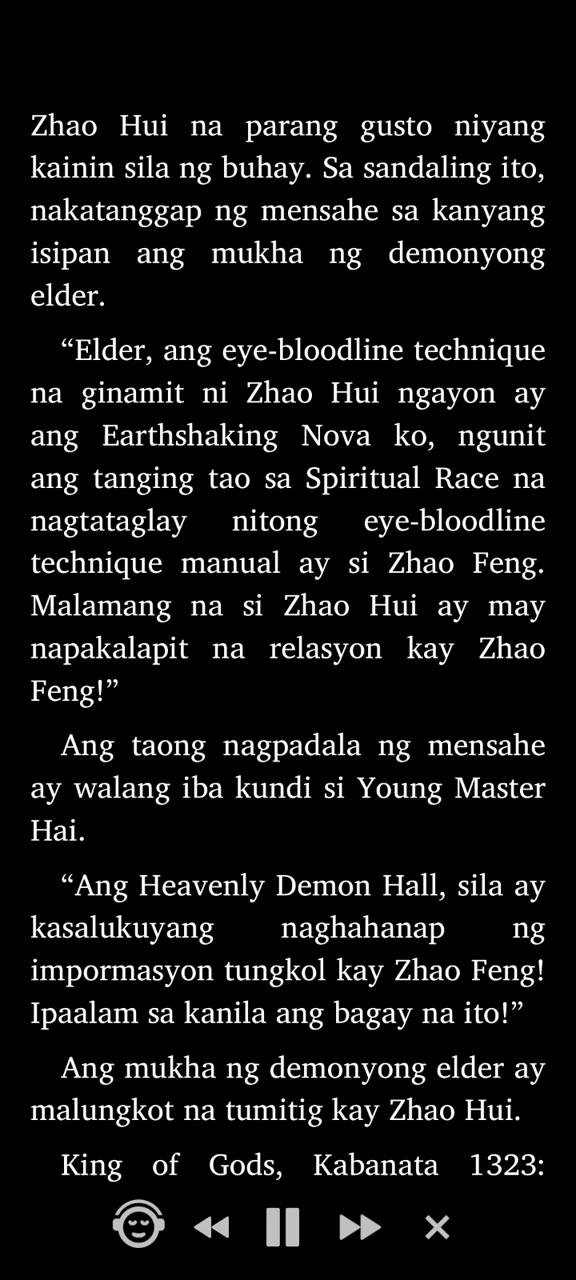 Zhao Hui na parang gusto niyang
kainin sila ng buhay. Sa sandaling ito,
nakatanggap ng mensahe sa kanyang
isipan ang mukha ng demonyong
elder.
“Elder, ang eye-bloodline technique
na ginamit ni Zhao Hui ngayon ay
ang Earthshaking Nova ko, ngunit
ang tanging tao sa Spiritual Race na
nagtataglay nitong eye-bloodline
technique manual ay si Zhao Feng.
Malamang na si Zhao Hui ay may
napakalapit na relasyon kay Zhao
Feng!”
Ang taong nagpadala ng mensahe
ay walang iba kundi si Young Master
Hai.
“Ang Heavenly Demon Hall, sila ay
kasalukuyang naghahanap ng
impormasyon tungkol kay Zhao Feng!
Ipaalam sa kanila ang bagay na ito!”
Ang mukha ng demonyong elder ay
malungkot na tumitig kay Zhao Hui.
King of Gods, Kabanata 1323: